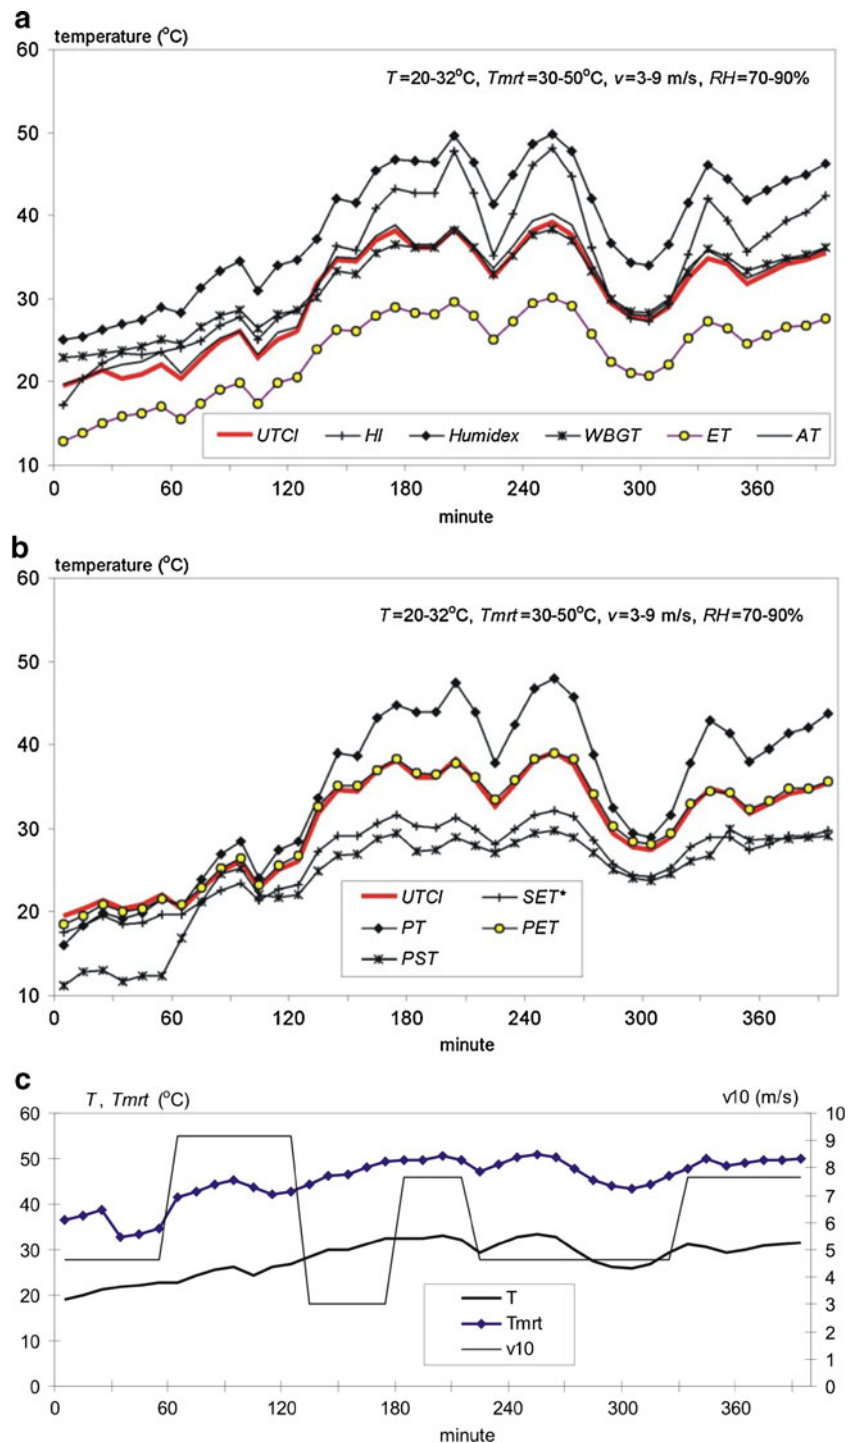 a
temperature (°C)
T=20-32°C, Tmrt=30-50°C, v=3-9 m/s, RH=70-90%
60
50
40
30
20
10
UTCI HI Humidex WBGT ET AT
0 60 120 180 240 300 360
minute
b
temperature (°C)
T=20-32°C, Tmrt=30-50°C, v=3-9 m/s, RH=70-90%
60
50
40
30
20
10
UTCI SET*
PT PET
PST
0 60 120 180 240 300 360
minute
c
T, Tmrt (°C) v10 (m/s)
60 10
9
50
8
40 7
6
30 5
4
20
3
10 2
1
0 0
T
Tmrt
v10
0 60 120 180 240 300 360
minute